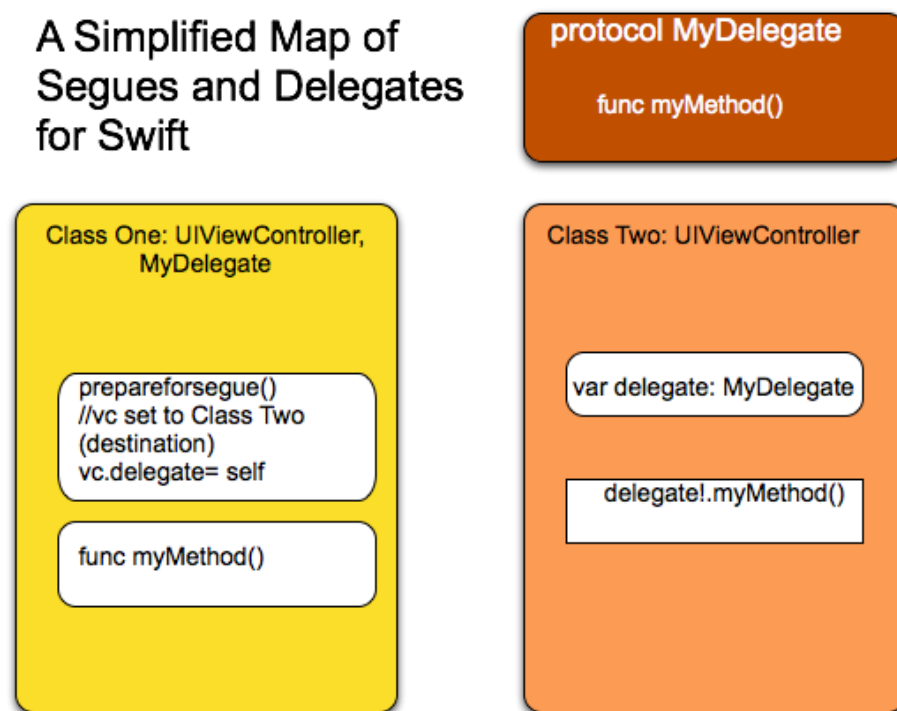 A Simplified Map of
Segues and Delegates
for Swift
protocol MyDelegate
func myMethod()
Class One: UIViewController,
MyDelegate
prepareforsegue()
//vc set to Class Two
(destination)
vc.delegate= self
func myMethod()
Class Two: UIViewController
var delegate: MyDelegate
delegate!.myMethod()